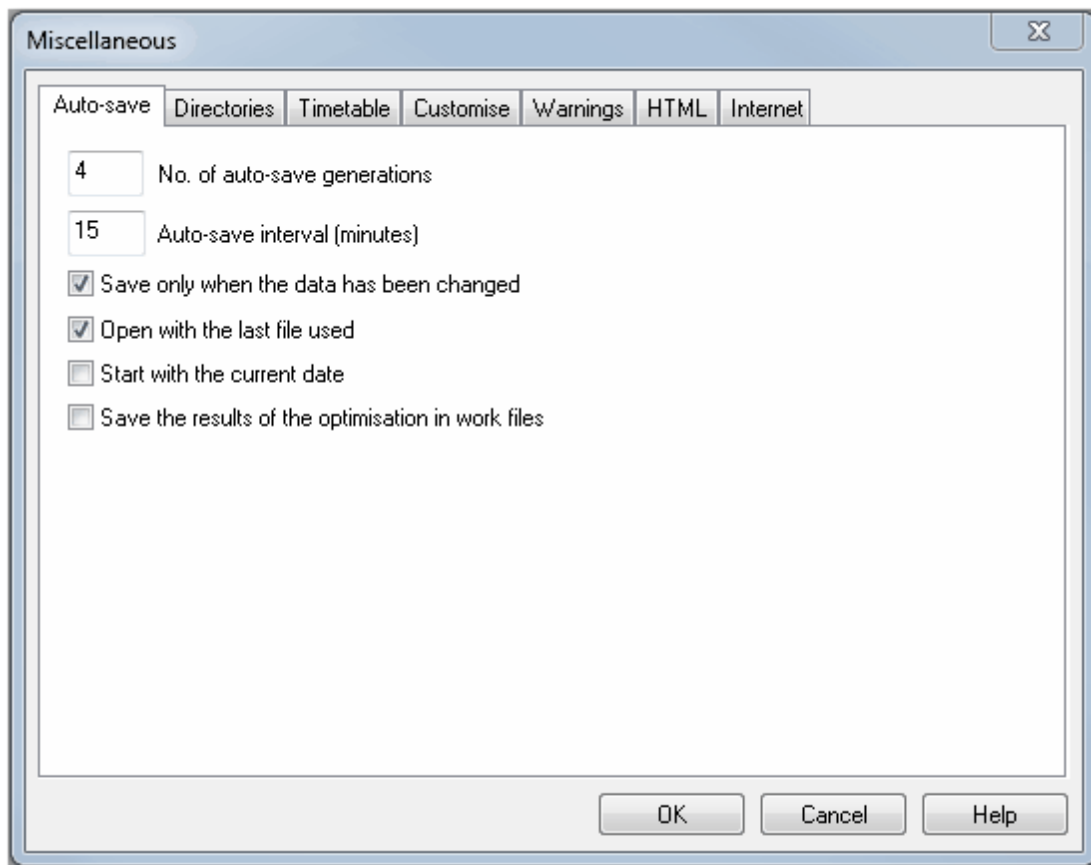 Miscellaneous
Auto-save Directories Timetable Customise Warnings HTML Internet
4 No. of auto-save generations
15 Auto-save interval (minutes)
Save only when the data has been changed
Open with the last file used
Start with the current date
Save the results of the optimisation in work files
OK Cancel Help